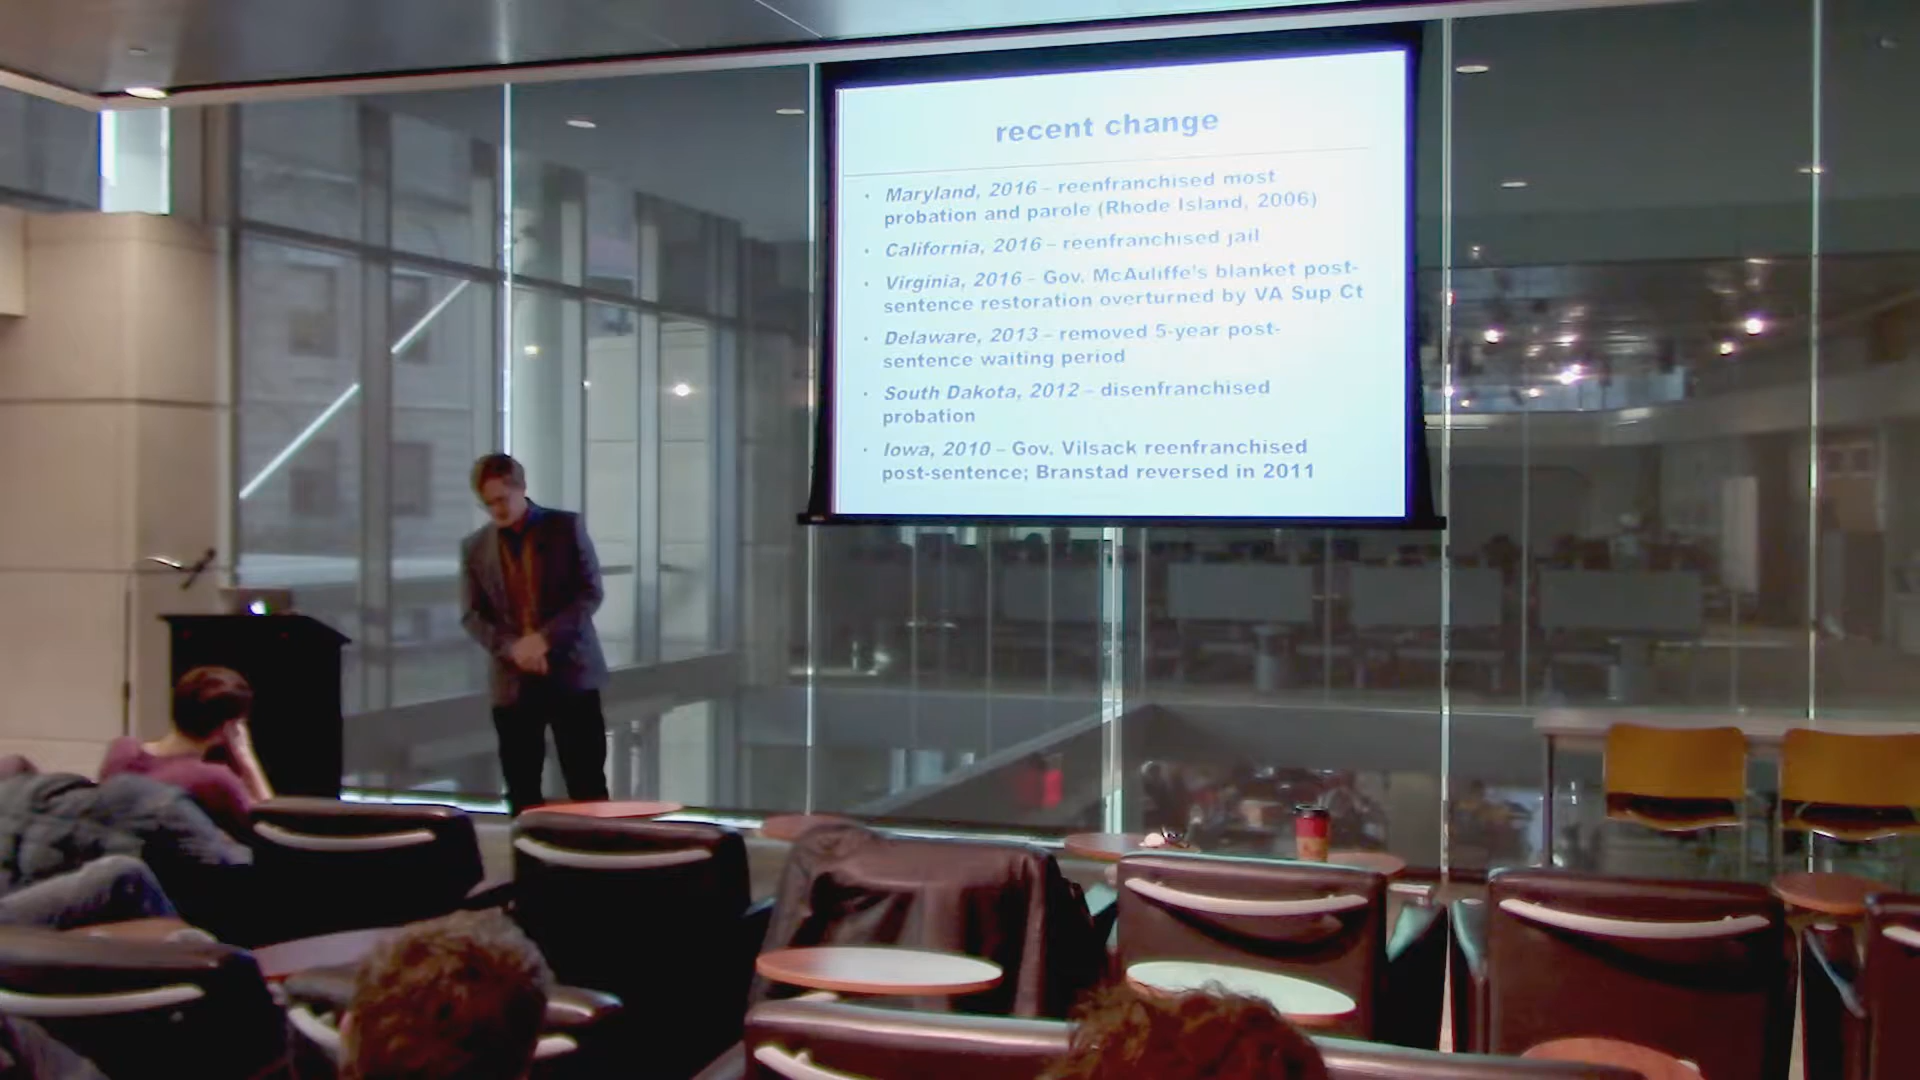 recent change
• Maryland, 2016 – reenfranchised most
probation and parole (Rhode Island, 2006)
• California, 2016 – reenfranchised jail
• Virginia, 2016 – Gov. McAuliffe's blanket post-
sentence restoration overturned by VA Sup Ct
• Delaware, 2013 – removed 5-year post-
sentence waiting period
• South Dakota, 2012 – disenfranchised
probation
• Iowa, 2010 – Gov. Vilsack reenfranchised
post-sentence; Branstad reversed in 2011